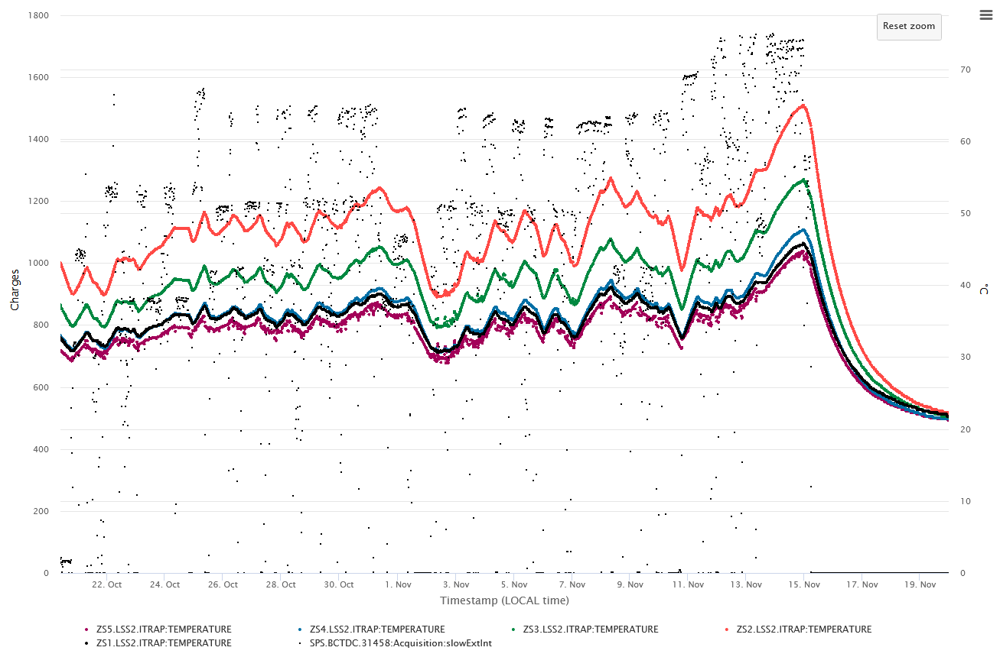 Reset zoom
1800
1600
1400
1200
1000
800
600
400
200
0
Charges
70
60
50
40
30
20
10
0
°C
22. Oct 24. Oct 26. Oct 28. Oct 30. Oct 1. Nov 3. Nov 5. Nov 7. Nov 9. Nov 11. Nov 13. Nov 15. Nov 17. Nov 19. Nov
Timestamp (LOCAL time)
ZS5.LSS2.ITRAP:TEMPERATURE ZS4.LSS2.ITRAP:TEMPERATURE ZS3.LSS2.ITRAP:TEMPERATURE ZS2.LSS2.ITRAP:TEMPERATURE
ZS1.LSS2.ITRAP:TEMPERATURE SPS.BCTDC.31458:Acquisition:slowExtInt